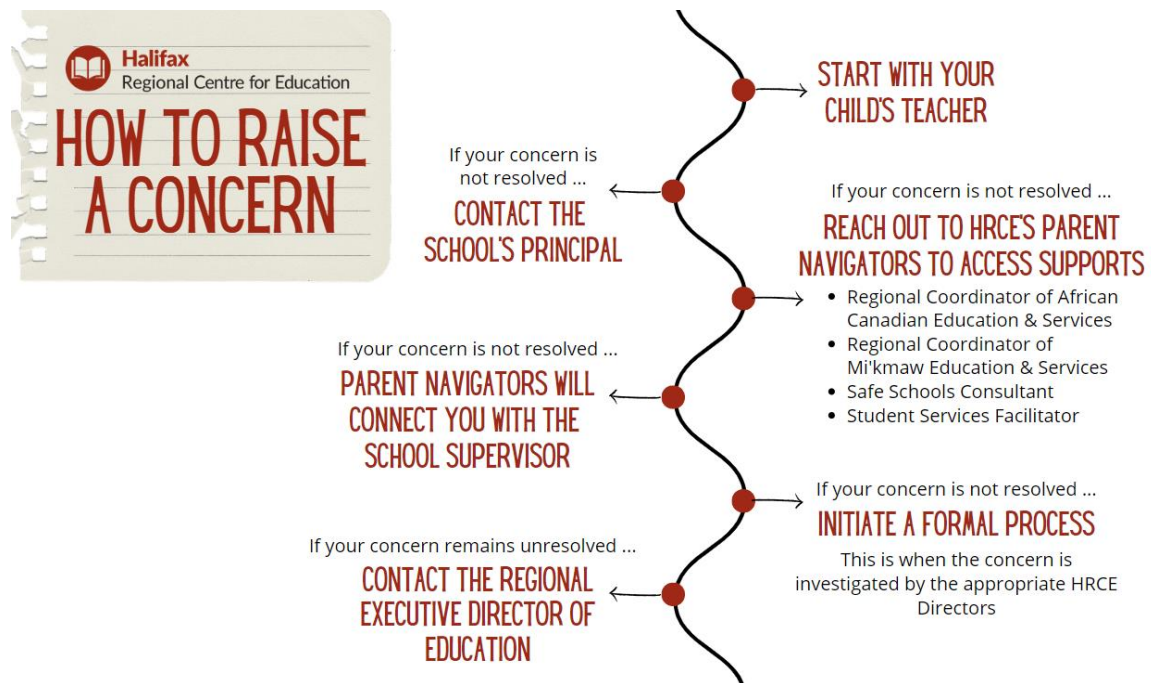 Halifax
Regional Centre for Education
HOW TO RAISE
A CONCERN
START WITH YOUR
CHILD'S TEACHER
If your concern is
not resolved ...
CONTACT THE
SCHOOL'S PRINCIPAL
If your concern is not resolved ...
REACH OUT TO HRCE'S PARENT
NAVIGATORS TO ACCESS SUPPORTS
• Regional Coordinator of African
Canadian Education & Services
• Regional Coordinator of
Mi'kmaw Education & Services
• Safe Schools Consultant
• Student Services Facilitator
If your concern is not resolved ...
PARENT NAVIGATORS WILL
CONNECT YOU WITH THE
SCHOOL SUPERVISOR
If your concern is not resolved ...
INITIATE A FORMAL PROCESS
This is when the concern is
investigated by the appropriate HRCE
Directors
If your concern remains unresolved ...
CONTACT THE REGIONAL
EXECUTIVE DIRECTOR OF
EDUCATION